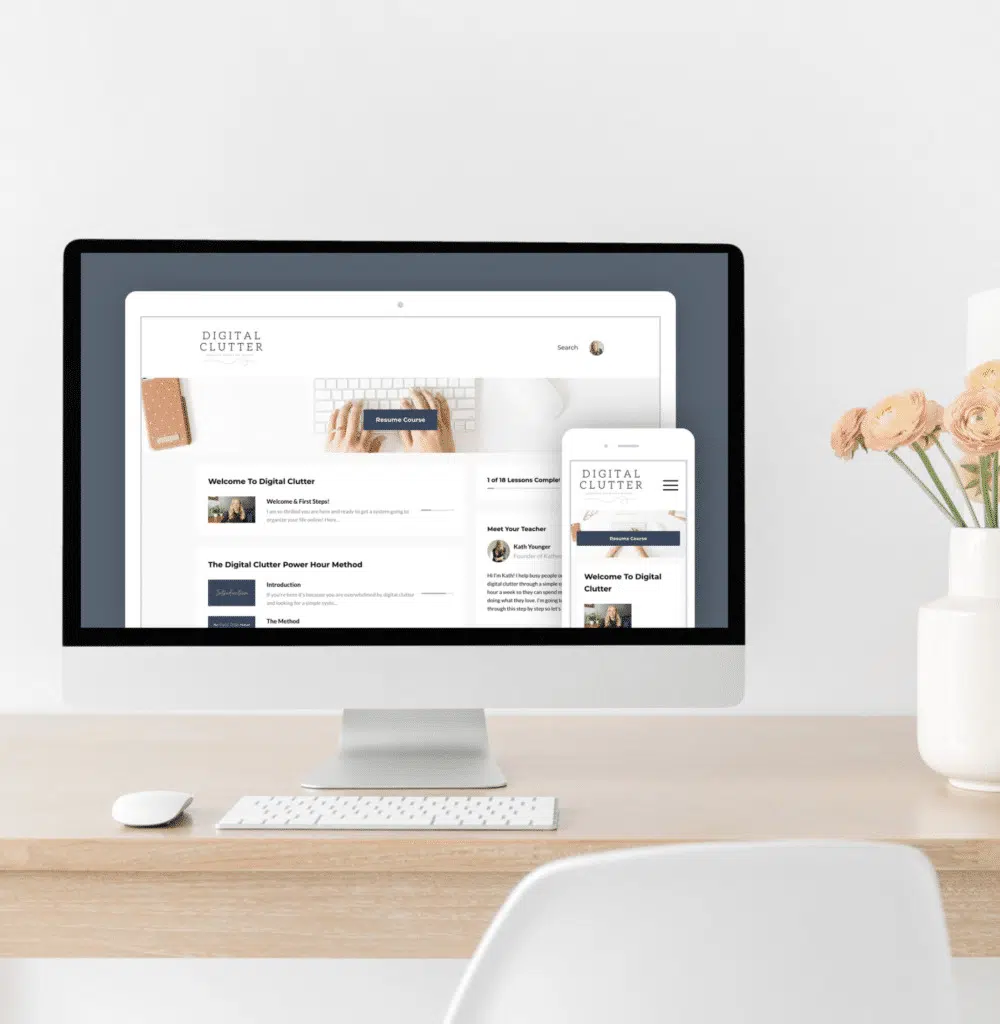 DIGITAL
CLUTTER
Search
Resume Course
Welcome To Digital Clutter
Welcome & First Steps!
I am so thrilled you are here and ready to get a system going to
organize your life online! Here...
The Digital Clutter Power Hour Method
Introduction
Introduction
If you're here it's because you are overwhelmed by digital clutter
and looking for a simple syste...
The Method
1 of 18 Lessons Complet
Meet Your Teacher
Kath Younger
Founder of Kathe
Hi I'm Kath! I help busy people o
digital clutter through a simple
hour a week so they can spend m
doing what they love. I'm going t
through this step by step so let's
DIGITAL
CLUTTER
Resume Course
Welcome To Digital
Clutter